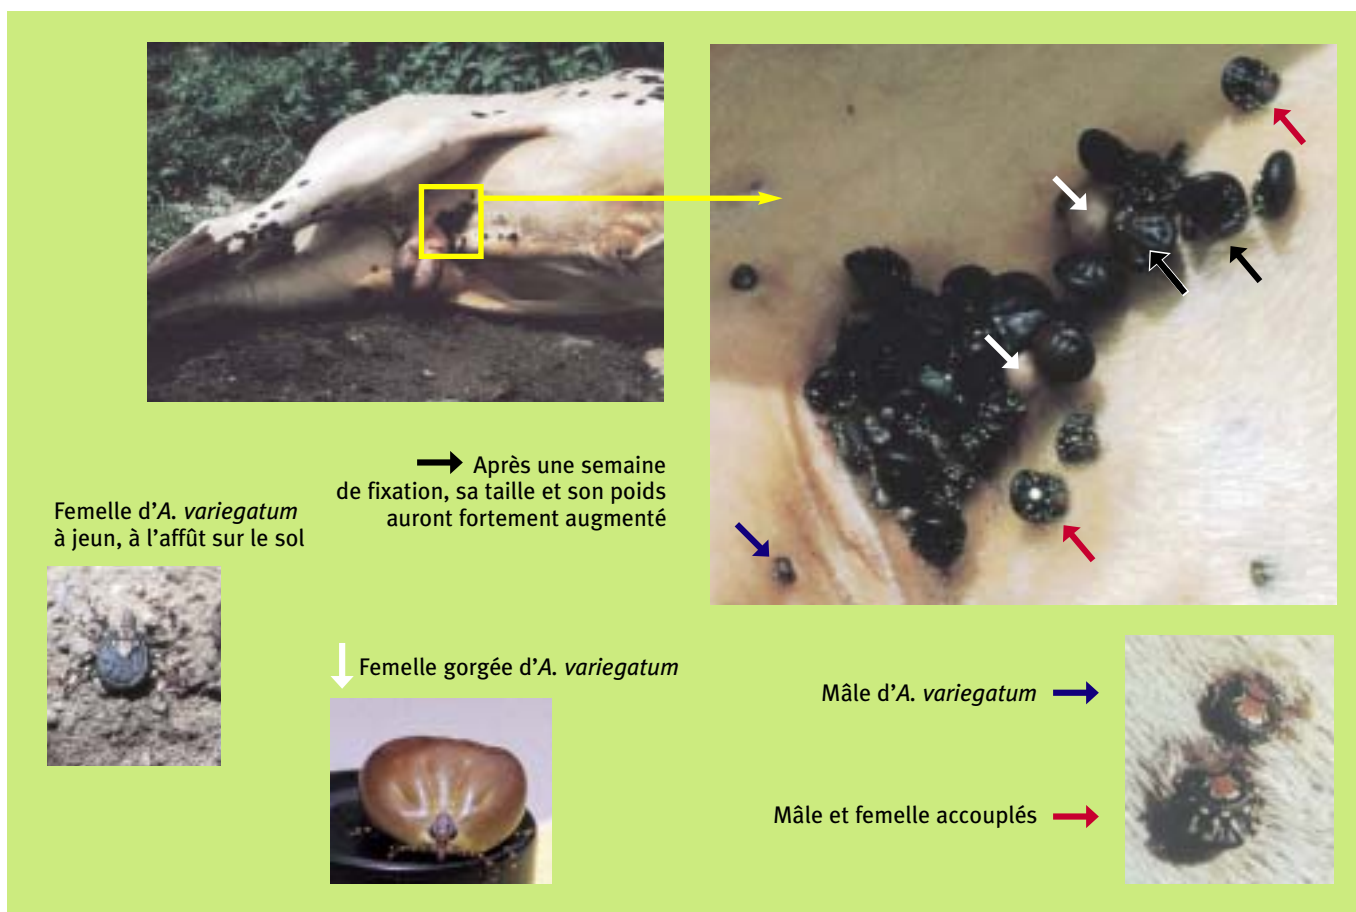 Après une semaine
de fixation, sa taille et son poids
auront fortement augmenté
Femelle d’A. variegatum
à jeun, à l’affût sur le sol
Femelle gorgée d’A. variegatum
Mâle d’A. variegatum
Mâle et femelle accouplés